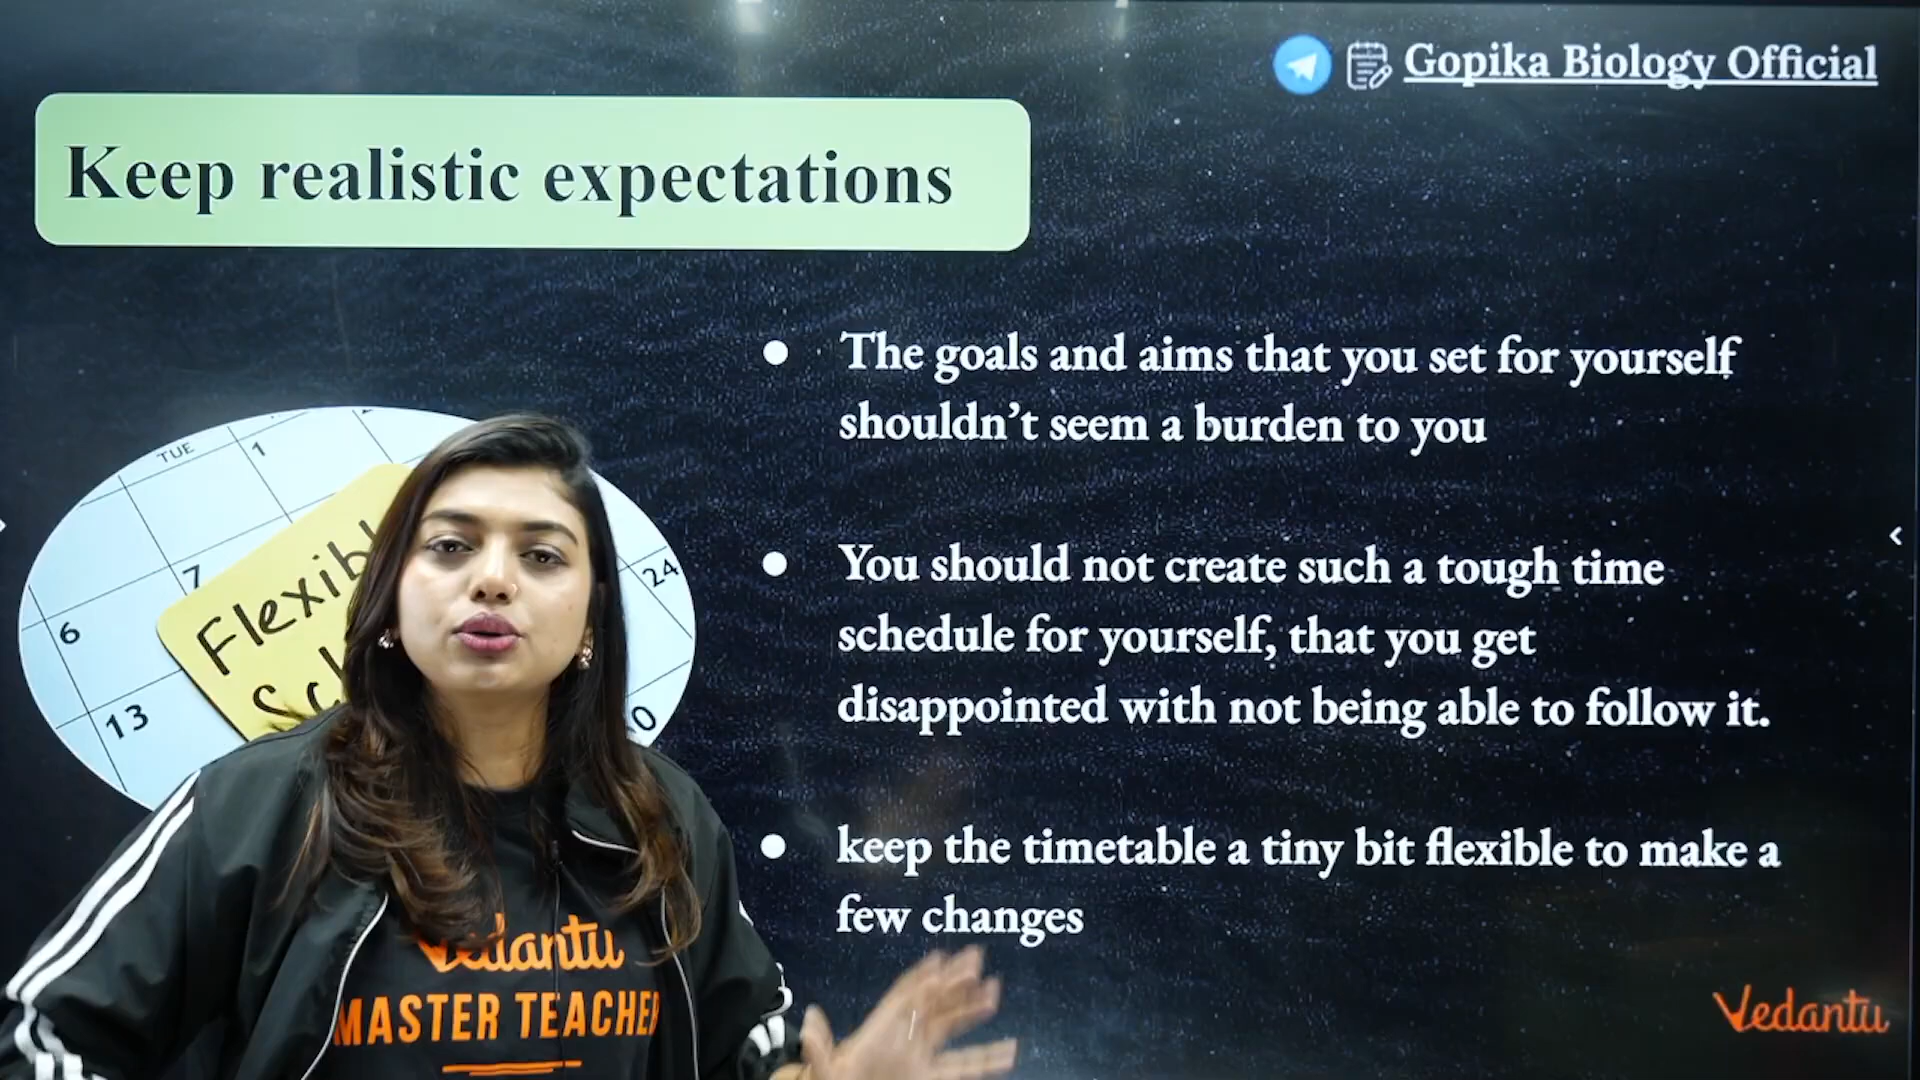 Gopika Biology Official
Keep realistic expectations
The goals and aims that you set for yourself
shouldn't seem a burden to you
You should not create such a tough time
schedule for yourself, that you get
disappointed with not being able to follow it.
keep the timetable a tiny bit flexible to make a
few changes
TUE
1
7
24
6
13
Vedantu
MASTER TEACHER
Vedantu